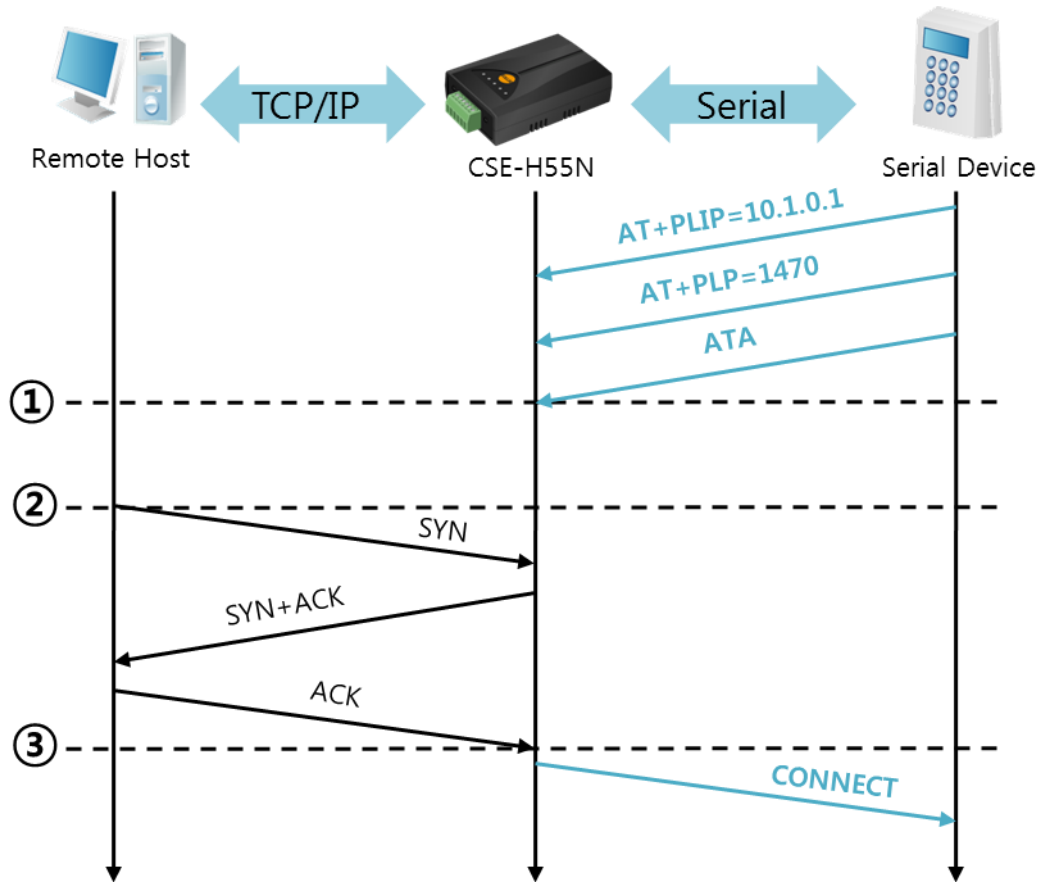 TCP/IP
Serial
Remote Host
CSE-H55N
Serial Device
AT+PLIP=10.1.0.1
AT+PLP=1470
ATA
①
②
SYN
SYN+ACK
ACK
③
CONNECT